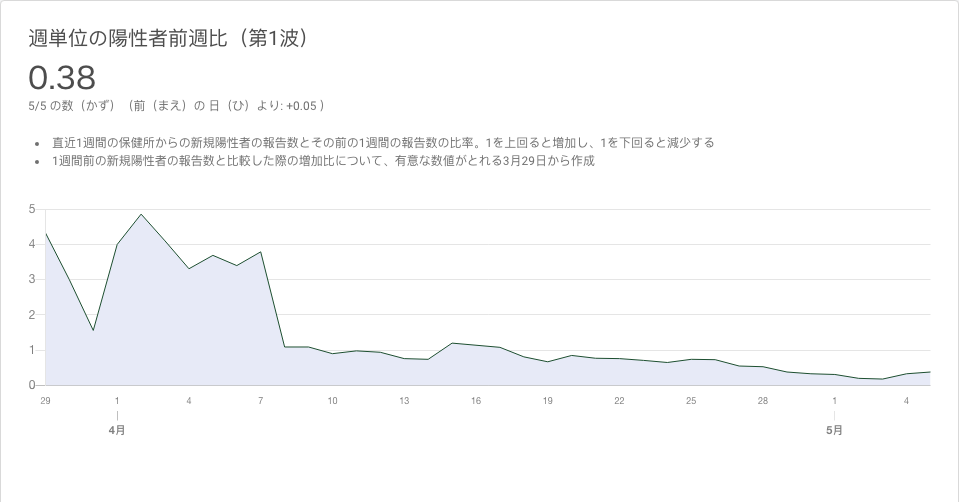 週単位の陽性者前週比（第1波）
0.38
5/5 の数（かず）（前（まえ）の 日（ひ）より: +0.05 ）
• 直近1週間の保健所からの新規陽性者の報告数とその前の1週間の報告数の比率。1を上回ると増加し、1を下回ると減少する
• 1週間前の新規陽性者の報告数と比較した際の増加比について、有意な数値がとれる3月29日から作成
5
4
3
2
1
0
29 1 4 7 10 13 16 19 22 25 28 1 4
4月 5月